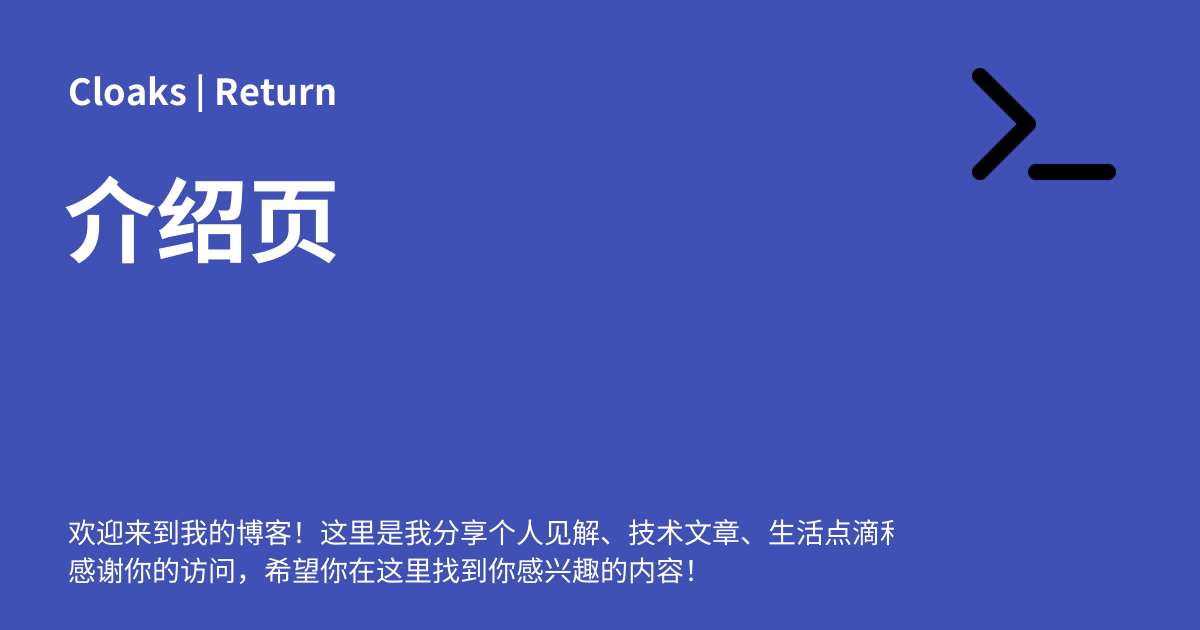 Cloaks | Return
介绍页
欢迎来到我的博客！这里是我分享个人见解、技术文章、生活点滴
感谢你的访问，希望你在这里找到你感兴趣的内容！